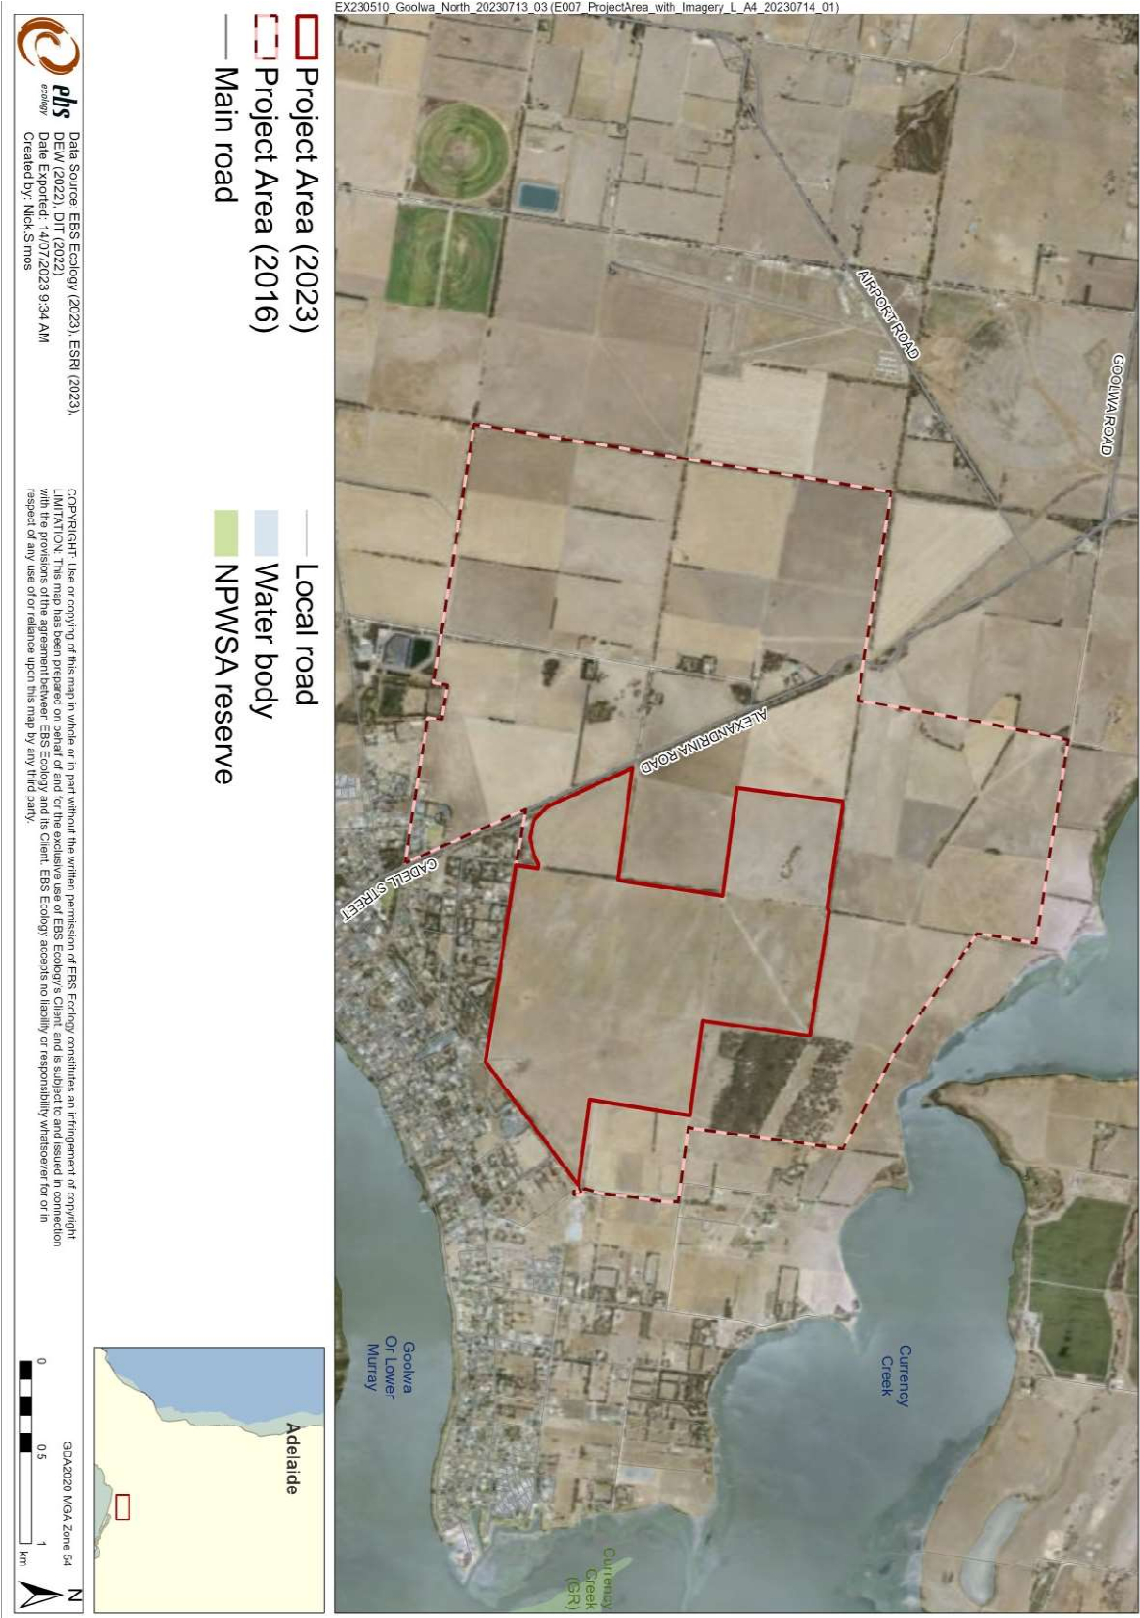 EX230510_Goolwa_North_20230713_03 (E007_ProjectArea_with_Imagery_L_A4_20230714_01)
GOOLWA ROAD
AIRPORT ROAD
ALEXANDRINA ROAD
CADELL STREET
Currency
Creek
Goolwa
Or Lower
Murray
Currency
Creek
(GR)
Project Area (2023)
Project Area (2016)
Main road
Local road
Water body
NPWSA reserve
Adelaide
ebs
ecology
Data Source: EBS Ecology (2023), ESRI (2023),
DEW (2022), DIT (2022)
Date Exported: 14/07/2023 9:34 AM
Created by: Nick.Simos
COPYRIGHT: Use or copying of this map in whole or in part without the written permission of EBS Ecology constitutes an infringement of copyright
LIMITATION: This map has been prepared on behalf of and for the exclusive use of EBS Ecology's Client, and is subject to and issued in connection
with the provisions of the agreement between EBS Ecology and its Client. EBS Ecology accepts no liability or responsibility whatsoever for or in
respect of any use of or reliance upon this map by any third party.
GDA2020 MGA Zone 54
0
0.5
1
km
N